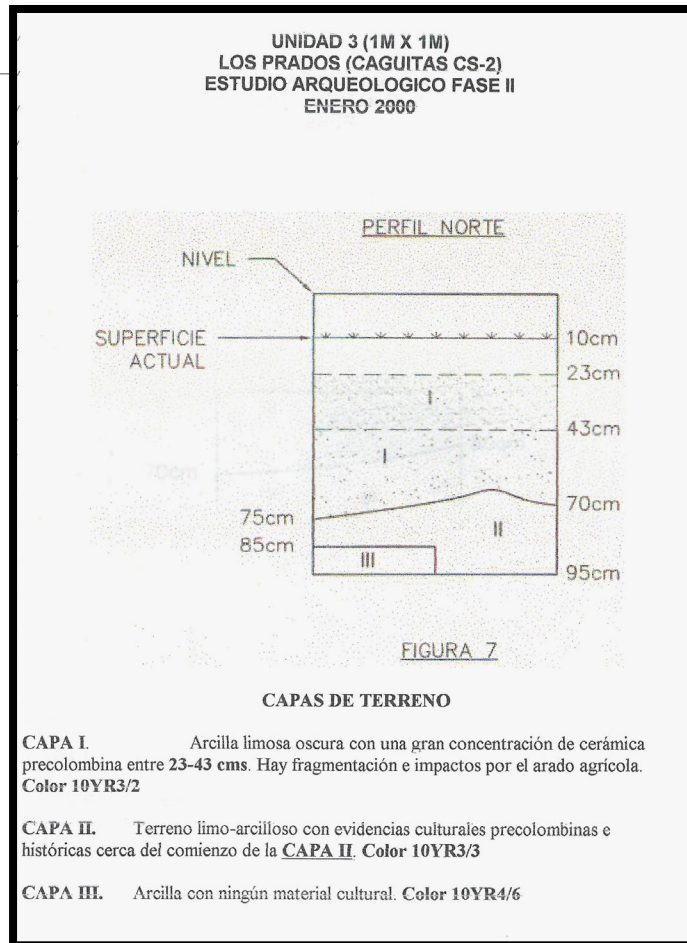 UNIDAD 3 (1M X 1M)
LOS PRADOS (CAGUITAS CS-2)
ESTUDIO ARQUEOLOGICO FASE II
ENERO 2000
PERFIL NORTE
NIVEL
SUPERFICIE
ACTUAL
10cm
23cm
I
43cm
I
70cm
75cm
II
85cm
III
95cm
FIGURA 7
CAPAS DE TERRENO
CAPA I. Arcilla limosa oscura con una gran concentración de cerámica
precolombina entre 23-43 cms. Hay fragmentación e impactos por el arado agrícola.
Color 10YR3/2
CAPA II. Terreno limo-arcilloso con evidencias culturales precolombinas e
históricas cerca del comienzo de la CAPA II. Color 10YR3/3
CAPA III. Arcilla con ningún material cultural. Color 10YR4/6